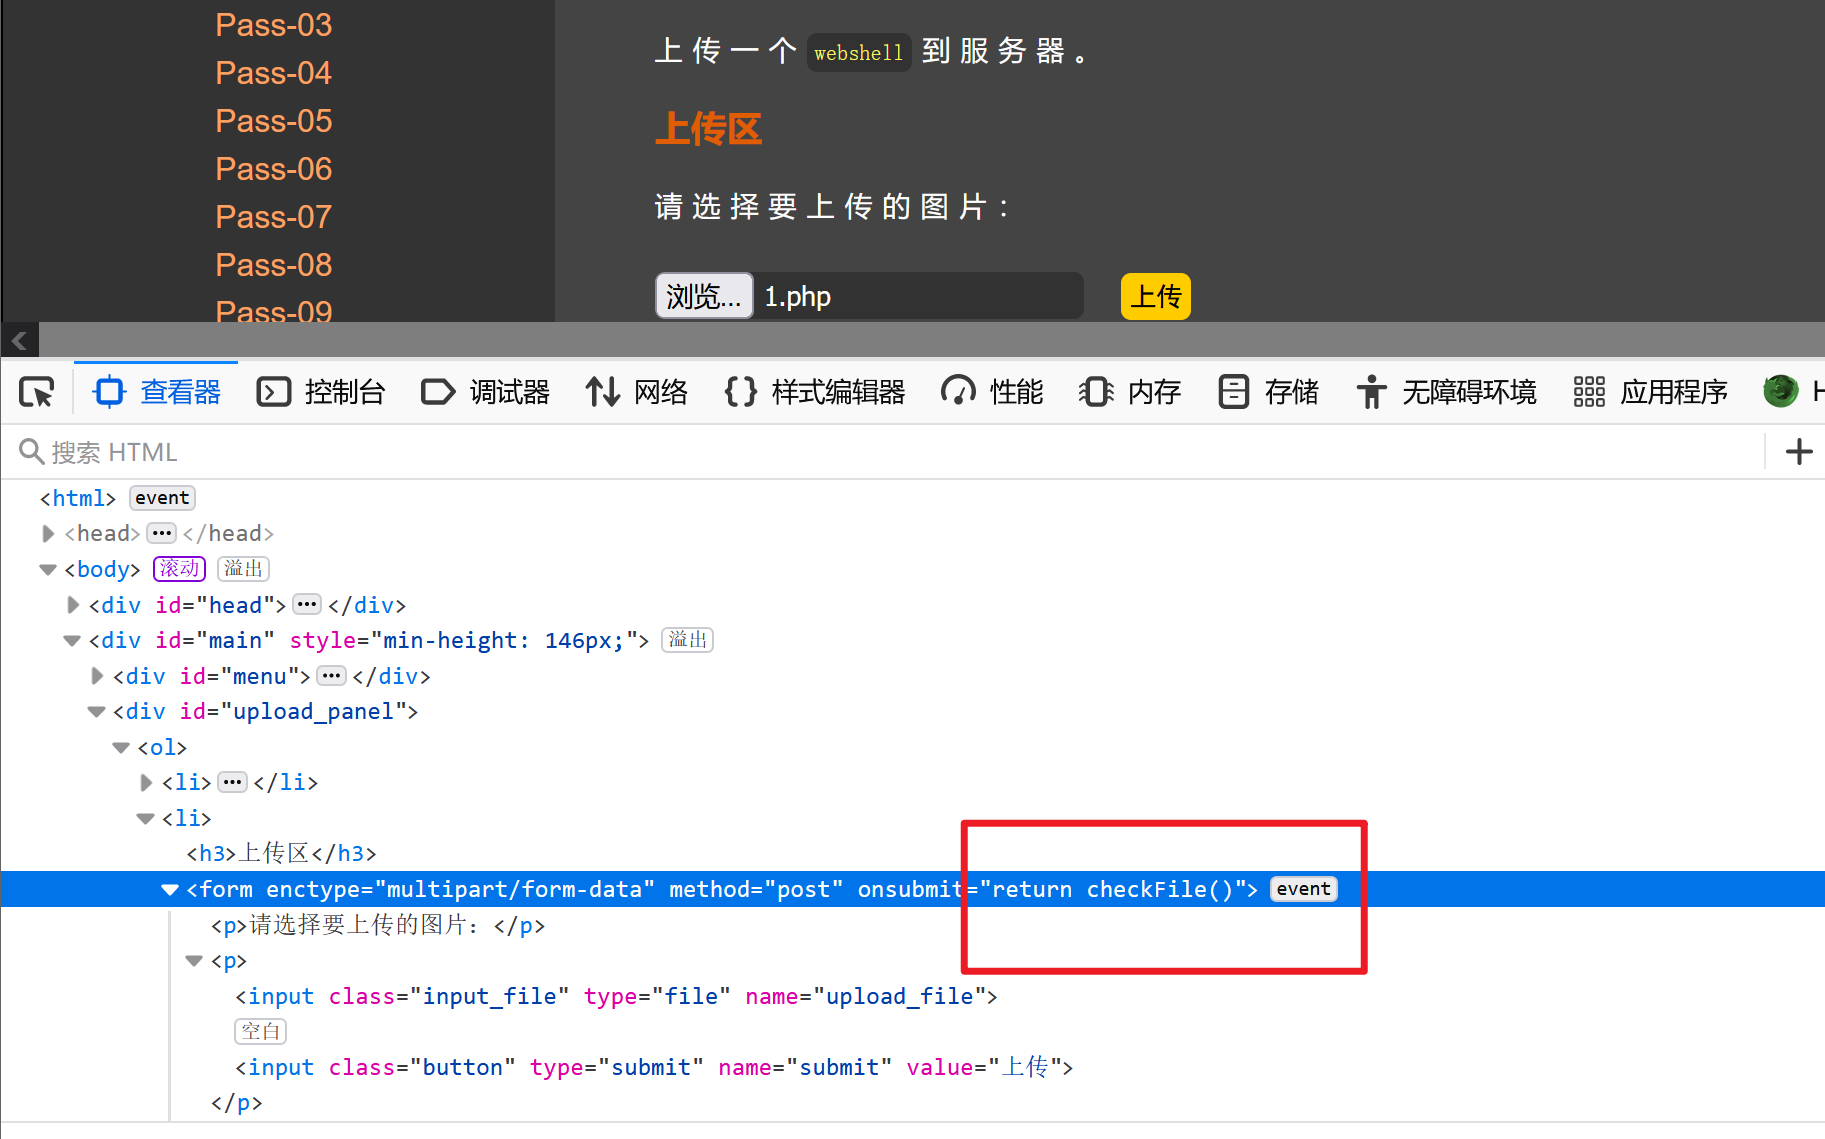 Pass-03
Pass-04
Pass-05
Pass-06
Pass-07
Pass-08
Pass-09
上传一个 webshell 到服务器。
上传区
请选择要上传的图片：
浏览... 1.php 上传
查看器 控制台 调试器 网络 样式编辑器 性能 内存 存储 无障碍环境 应用程序 H
搜索 HTML
<html> event
<head> ... </head>
<body> 滚动 溢出
<div id="head"> ... </div>
<div id="main" style="min-height: 146px;"> 溢出
<div id="menu"> ... </div>
<div id="upload_panel">
<ol>
<li> ... </li>
<li>
<h3>上传区</h3>
<form enctype="multipart/form-data" method="post" onsubmit="return checkFile()"> event
<p>请选择要上传的图片：</p>
<p>
<input class="input_file" type="file" name="upload_file">
空白
<input class="button" type="submit" name="submit" value="上传">
</p>